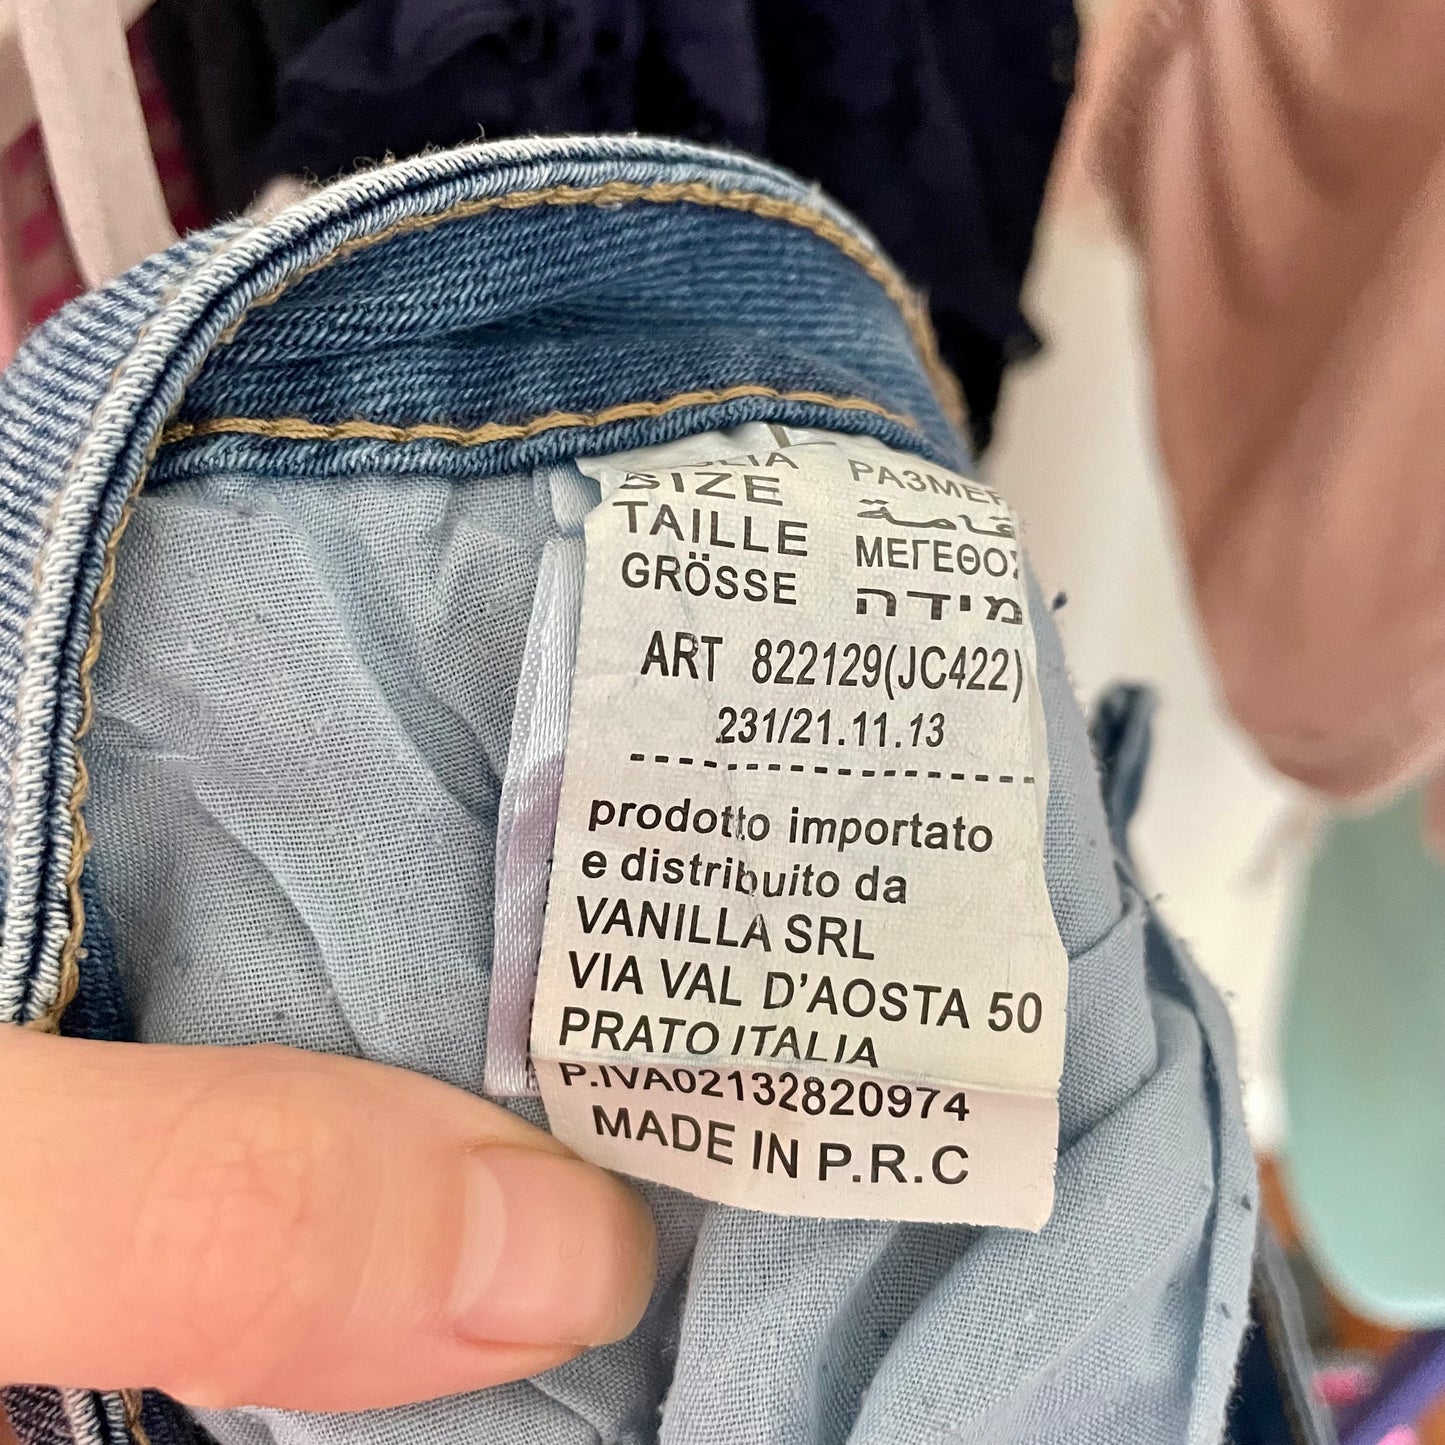 SIZE
TAILLE
GRÖSSE
قامة
ΜΕΓΕΘΟΣ
מידה
ART 822129(JC422)
231/21.11.13
prodotto importato
e distribuito da
VANILLA SRL
VIA VAL D'AOSTA 50
PRATO ITALIA
P.IVA02132820974
MADE IN P.R.C